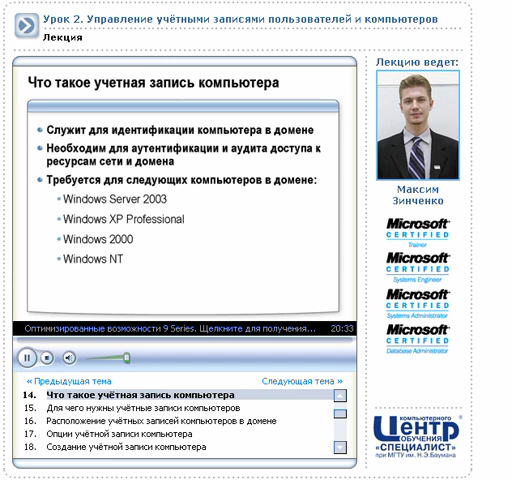 Урок 2. Управление учётными записями пользователей и компьютеров
Лекция
Что такое учетная запись компьютера
Служит для идентификации компьютера в домене
Необходим для аутентификации и аудита доступа к
ресурсам сети и домена
Требуется для следующих компьютеров в домене:
Windows Server 2003
Windows XP Professional
Windows 2000
Windows NT
Оптимизированные возможности 9 Series. Щелкните для получения... 20:33
« Предыдущая тема Следующая тема »
14. Что такое учётная запись компьютера
15. Для чего нужны учётные записи компьютеров
16. Расположение учётных записей компьютеров в домене
17. Опции учётной записи компьютера
18. Создание учётной записи компьютера
Лекцию ведет:
Максим
Зинченко
Microsoft
CERTIFIED
Trainer
Microsoft
CERTIFIED
Systems Engineer
Microsoft
CERTIFIED
Systems Administrator
Microsoft
CERTIFIED
Database Administrator
компьютерного
Центр
ОБУЧЕНИЯ
«СПЕЦИАЛИСТ»
при МГТУ им. Н.Э.Баумана